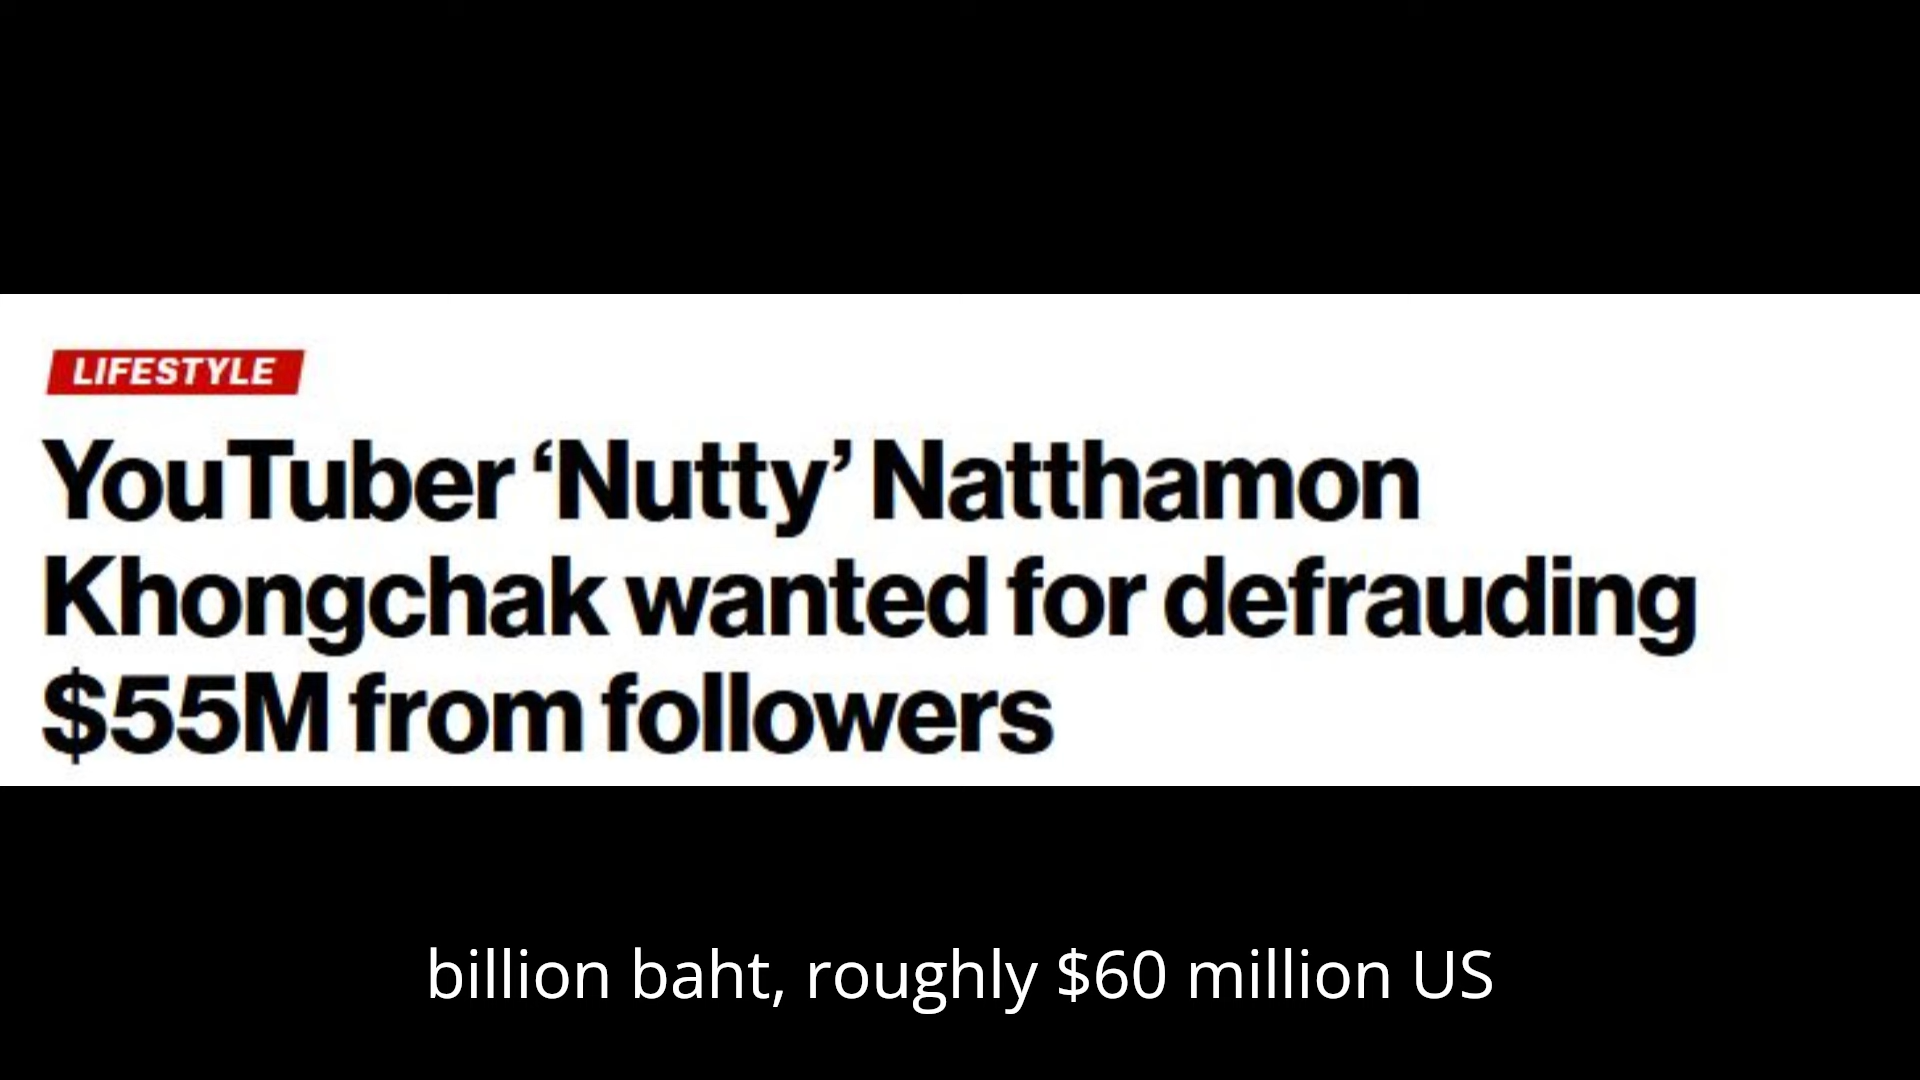 LIFESTYLE
YouTuber ‘Nutty’ Natthamon
Khongchak wanted for defrauding
$55M from followers
billion baht, roughly $60 million US